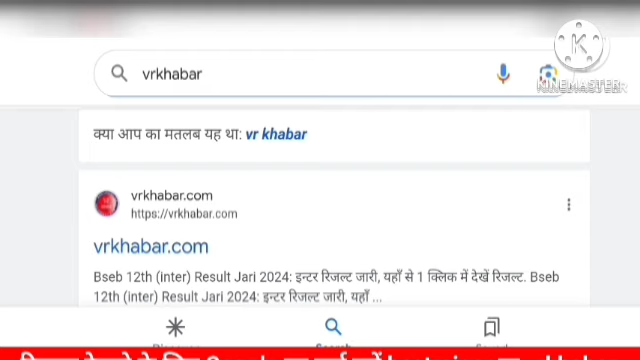 vrkhabar
K
KINEMASTER
क्या आप का मतलब यह था: vr khabar
vrkhabar.com
https://vrkhabar.com
vrkhabar.com
Bseb 12th (inter) Result Jari 2024: इन्टर रिजल्ट जारी, यहाँ से 1 क्लिक में देखें रिजल्ट. Bseb
12th (inter) Result Jari 2024: इन्टर रिजल्ट जारी, यहाँ ...